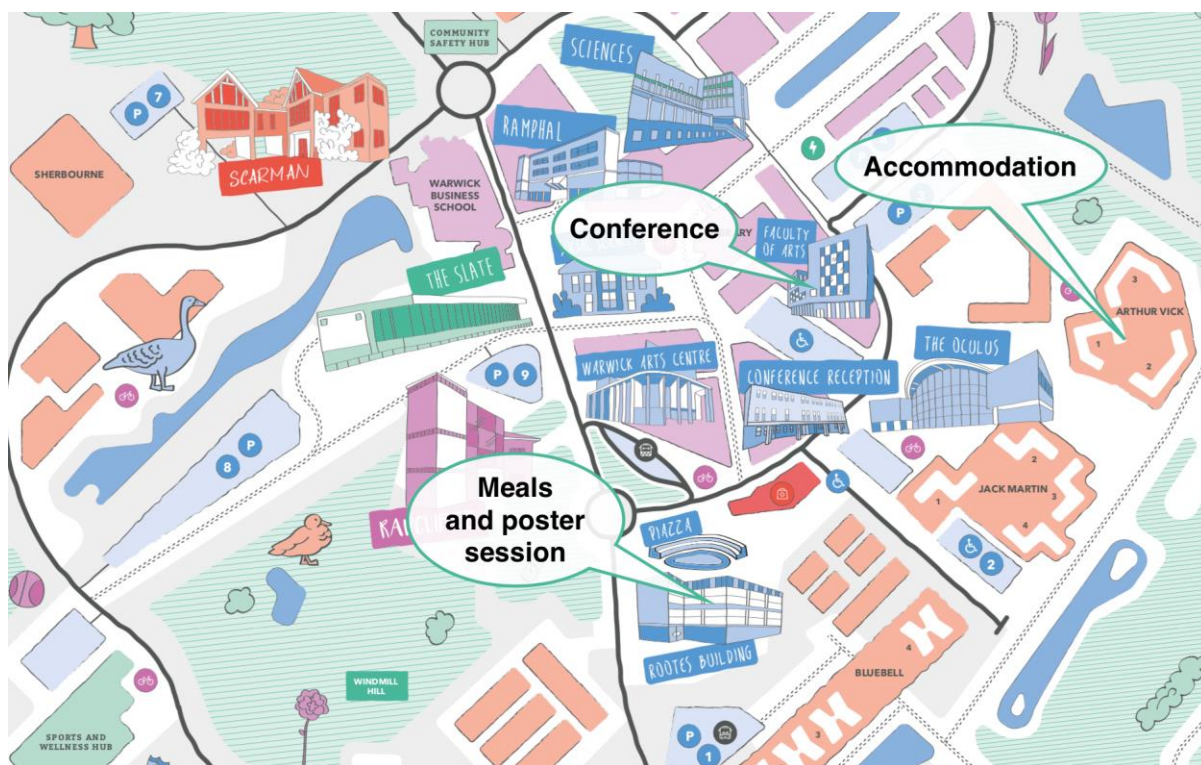 COMMUNITY
SAFETY HUB
SCIENCES
P 7
RAMPHAL
SHERBOURNE
SCARMAN
WARWICK
BUSINESS
SCHOOL
Accommodation
Conference
FACULTY
OF ARTS
P
THE SLATE
3
ARTHUR VICK
1
2
WARWICK ARTS CENTRE
CONFERENCE RECEPTION
THE OCULUS
P 9
P
8
Meals
and poster
session
2
1
JACK MARTIN
3
4
2
PIAZZA
ROOTES BUILDING
4
BLUEBELL
3
WINDMILL
HILL
P
1
SPORTS AND
WELLNESS HUB